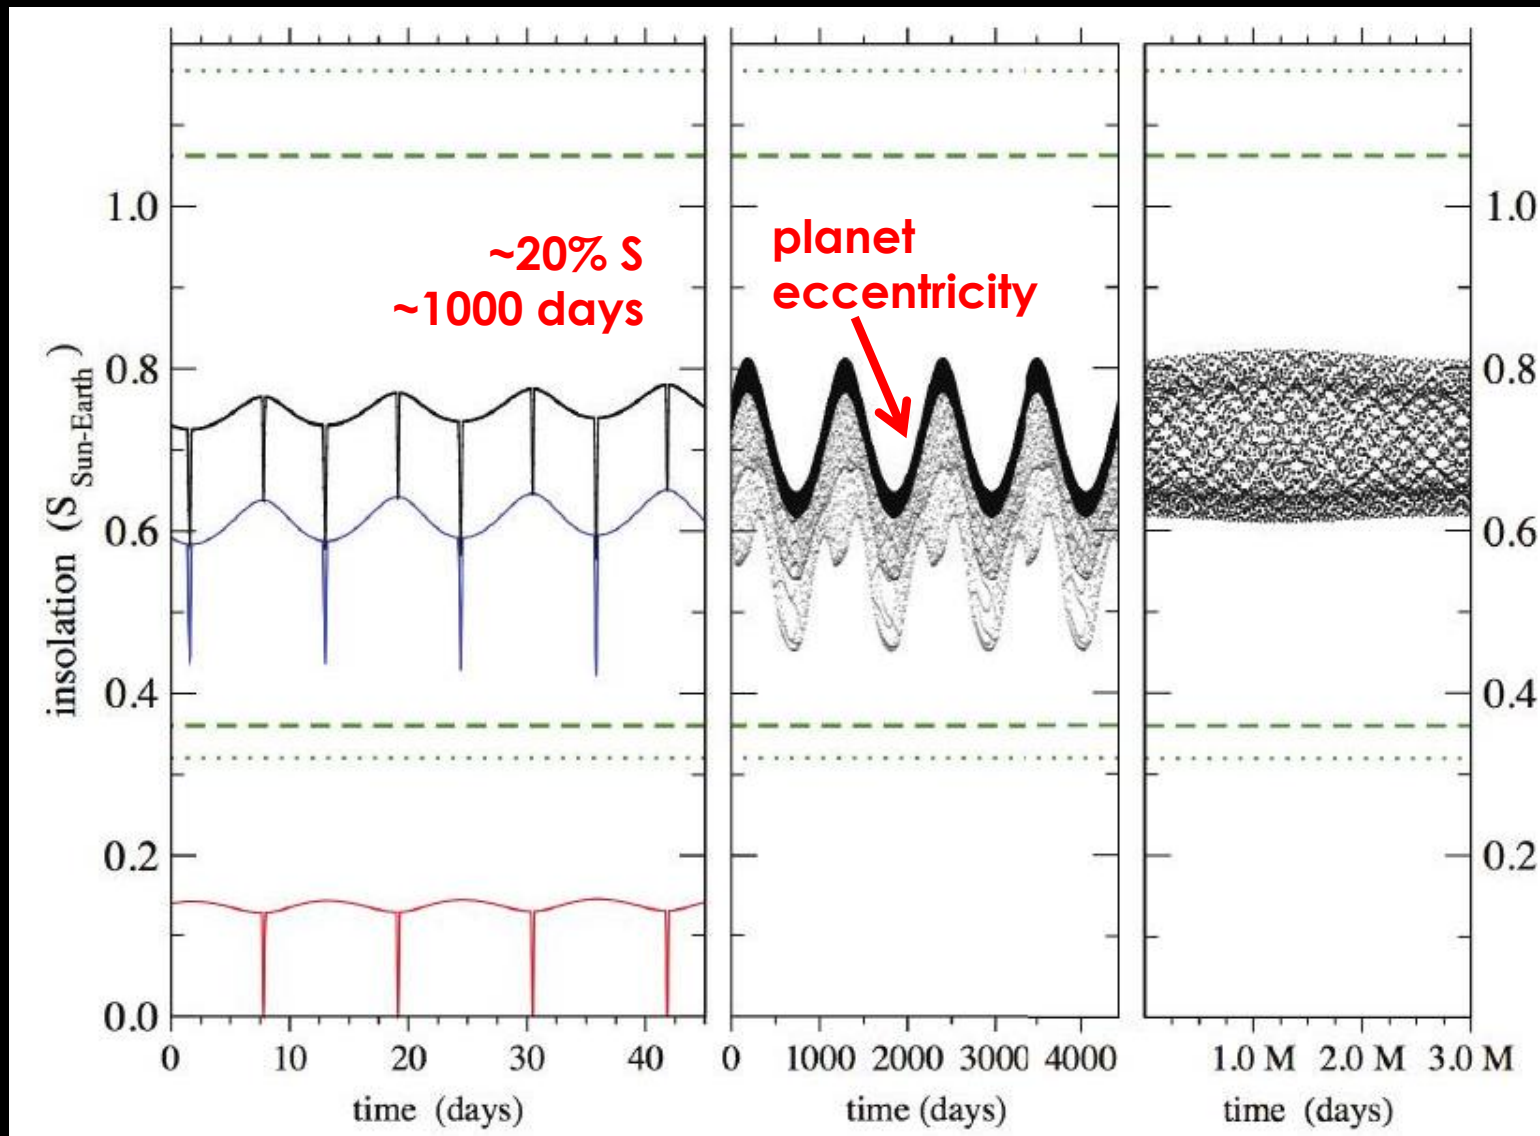 insolation (S Sun-Earth)
1.0
0.8
0.6
0.4
0.2
0.0
~20% S
~1000 days
0 10 20 30 40
time (days)
planet
eccentricity
0 1000 2000 3000 4000
time (days)
1.0 M 2.0 M 3.0 M
time (days)
1.0
0.8
0.6
0.4
0.2